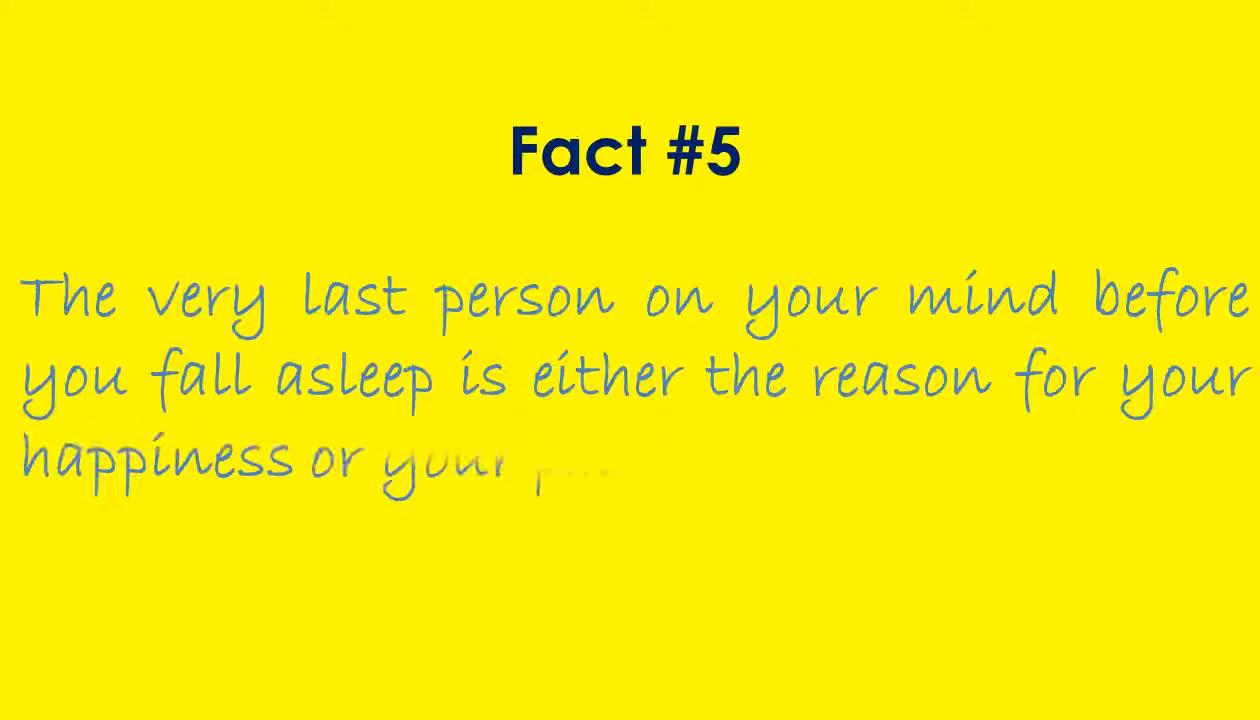 Fact #5
The very last person on your mind before
you fall asleep is either the reason for your
happiness or your